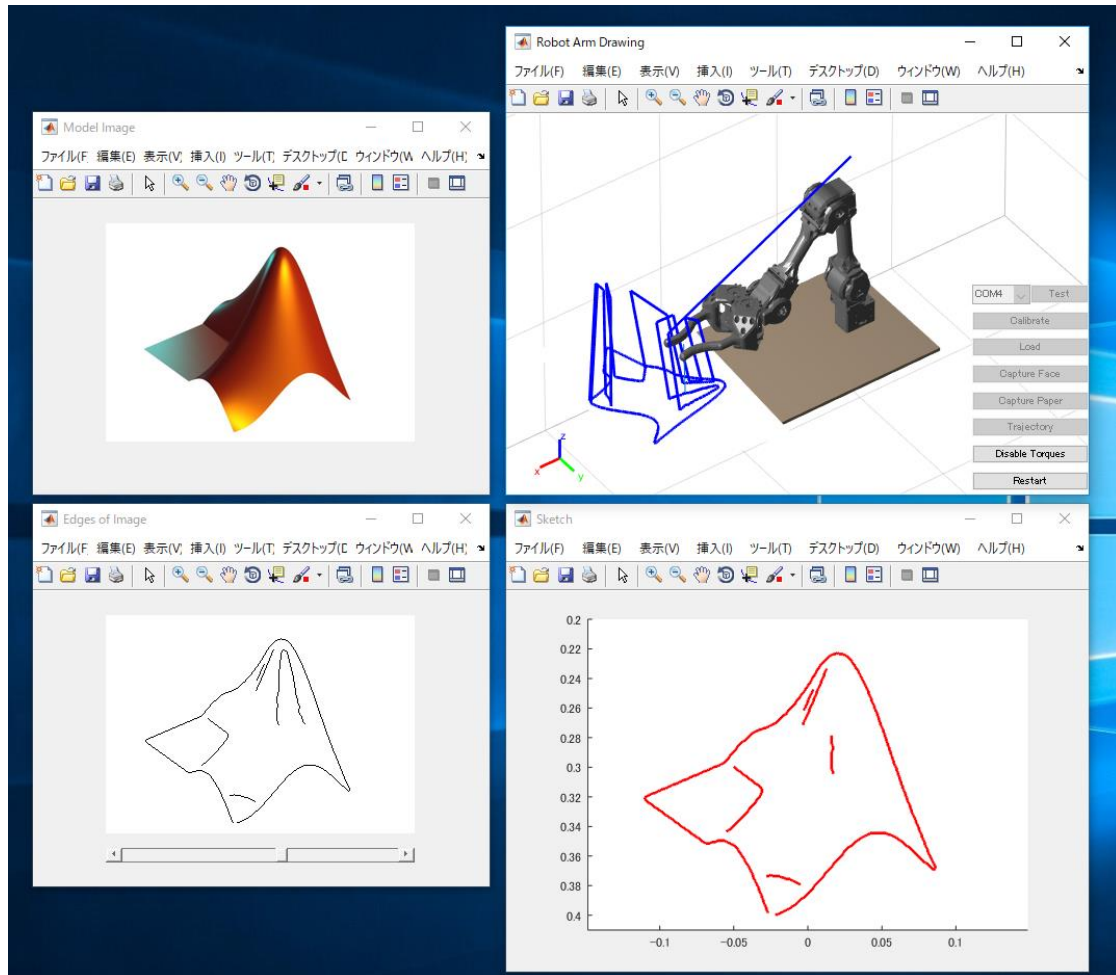 Robot Arm Drawing
ファイル(F) 編集(E) 表示(V) 挿入(I) ツール(T) デスクトップ(D) ウィンドウ(W) ヘルプ(H)
COM4 Test
Calibrate
Load
Capture Face
Capture Paper
Trajectory
Disable Torques
Restart
z
x
y
Model Image
ファイル(F 編集(E) 表示(V 挿入(I) ツール(T デスクトップ(D ウィンドウ(W ヘルプ(H)
Edges of Image
ファイル(F 編集(E) 表示(V 挿入(I) ツール(T デスクトップ(D ウィンドウ(W ヘルプ(H)
Sketch
ファイル(F) 編集(E) 表示(V) 挿入(I) ツール(T) デスクトップ(D) ウィンドウ(W) ヘルプ(H)
0.2
0.22
0.24
0.26
0.28
0.3
0.32
0.34
0.36
0.38
0.4
-0.1 -0.05 0 0.05 0.1